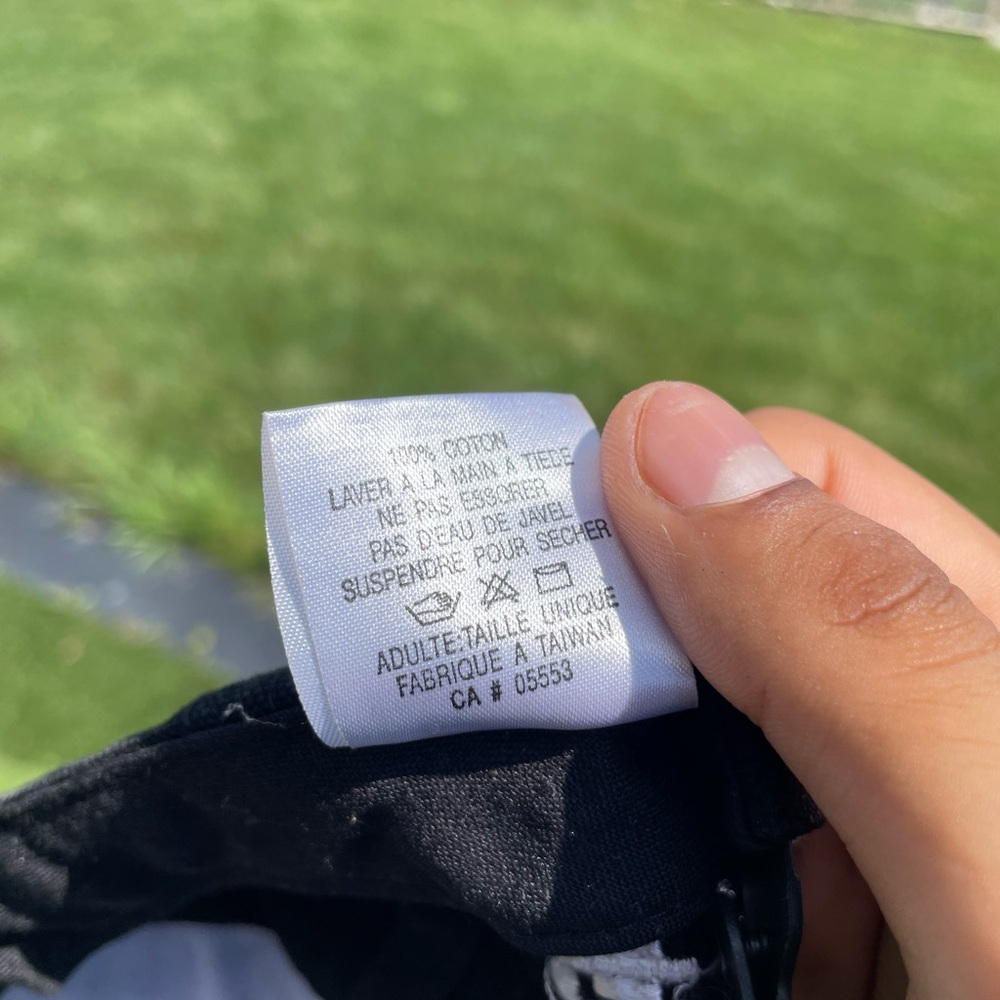 100% COTON
LAVER A LA MAIN A TIEDE
NE PAS ESSORER
PAS D'EAU DE JAVEL
SUSPENDRE POUR SECHER
ADULTE:TAILLE UNIQUE
FABRIQUE A TAIWAN
CA # 05553